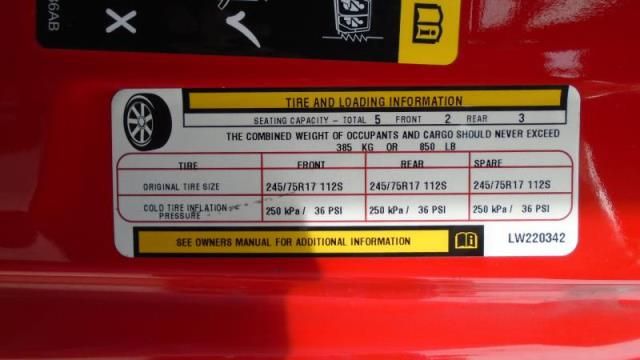 06AB
X
TIRE AND LOADING INFORMATION
SEATING CAPACITY - TOTAL 5 FRONT 2 REAR 3
THE COMBINED WEIGHT OF OCCUPANTS AND CARGO SHOULD NEVER EXCEED
385 KG OR 850 LB
TIRE FRONT REAR SPARE
ORIGINAL TIRE SIZE 245/75R17 112S 245/75R17 112S 245/75R17 112S
COLD TIRE INFLATION PRESSURE 250 kPa / 36 PSI 250 kPa / 36 PSI 250 kPa / 36 PSI
SEE OWNERS MANUAL FOR ADDITIONAL INFORMATION LW220342